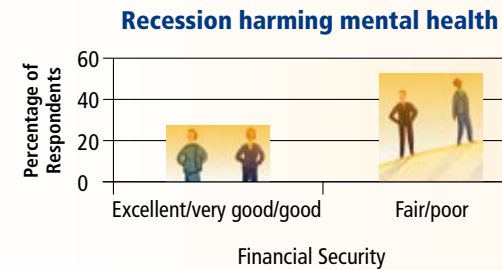 Recession harming mental health
Percentage of
Respondents
60
40
20
0
Excellent/very good/good
Fair/poor
Financial Security